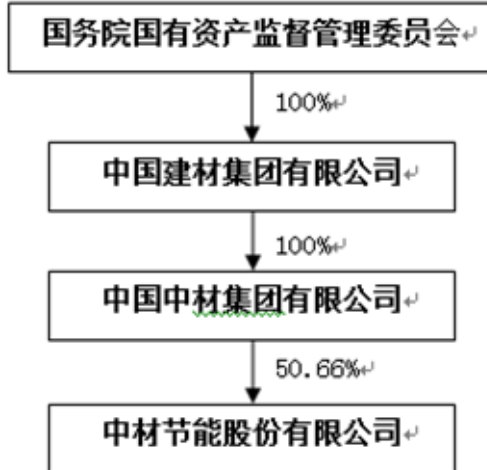 国务院国有资产监督管理委员会
100%
中国建材集团有限公司
100%
中国中材集团有限公司
50.66%
中材节能股份有限公司